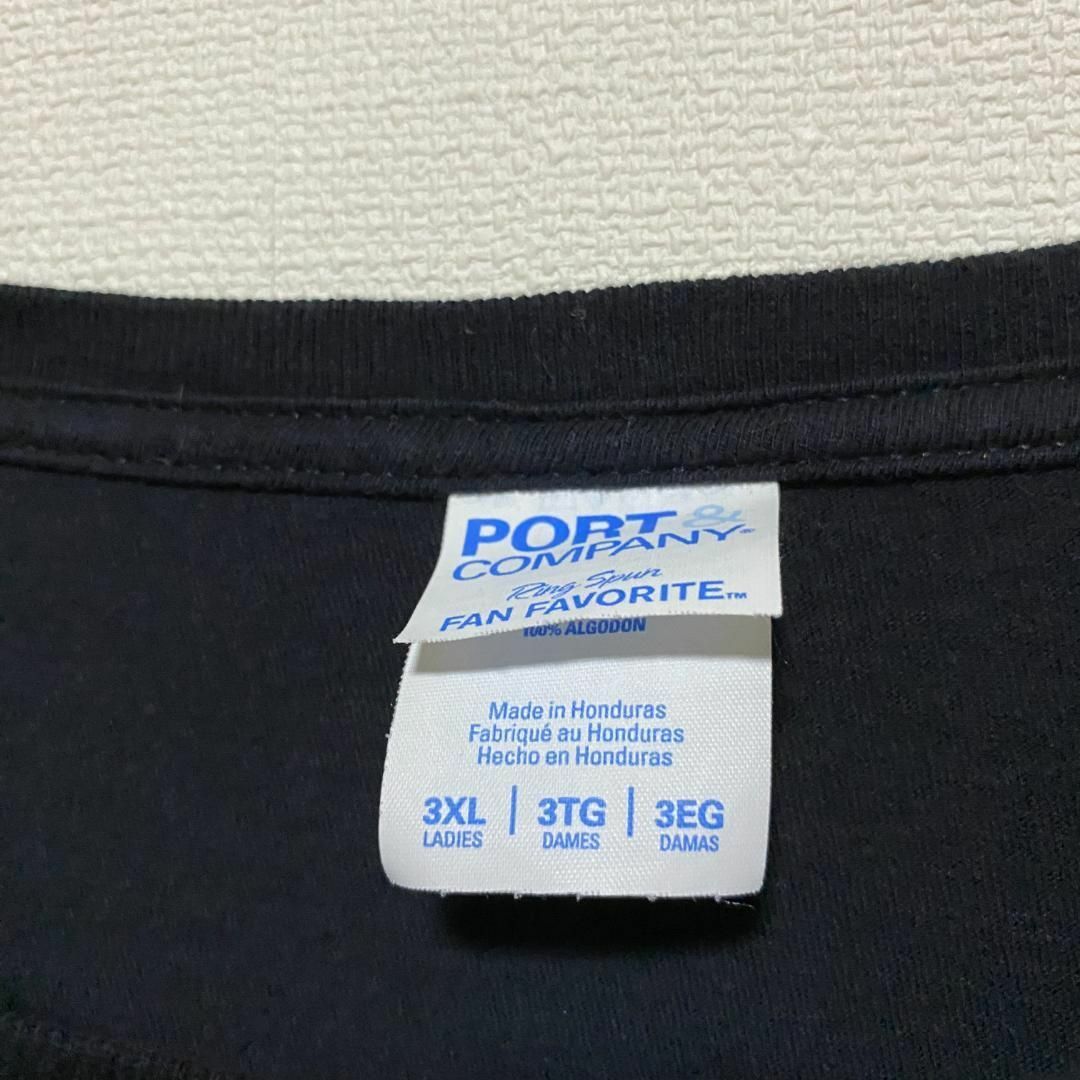 PORT &
COMPANY®
Ring Spun
FAN FAVORITE™
100% ALGODON
Made in Honduras
Fabriqué au Honduras
Hecho en Honduras
3XL | 3TG | 3EG
LADIES DAMES DAMAS